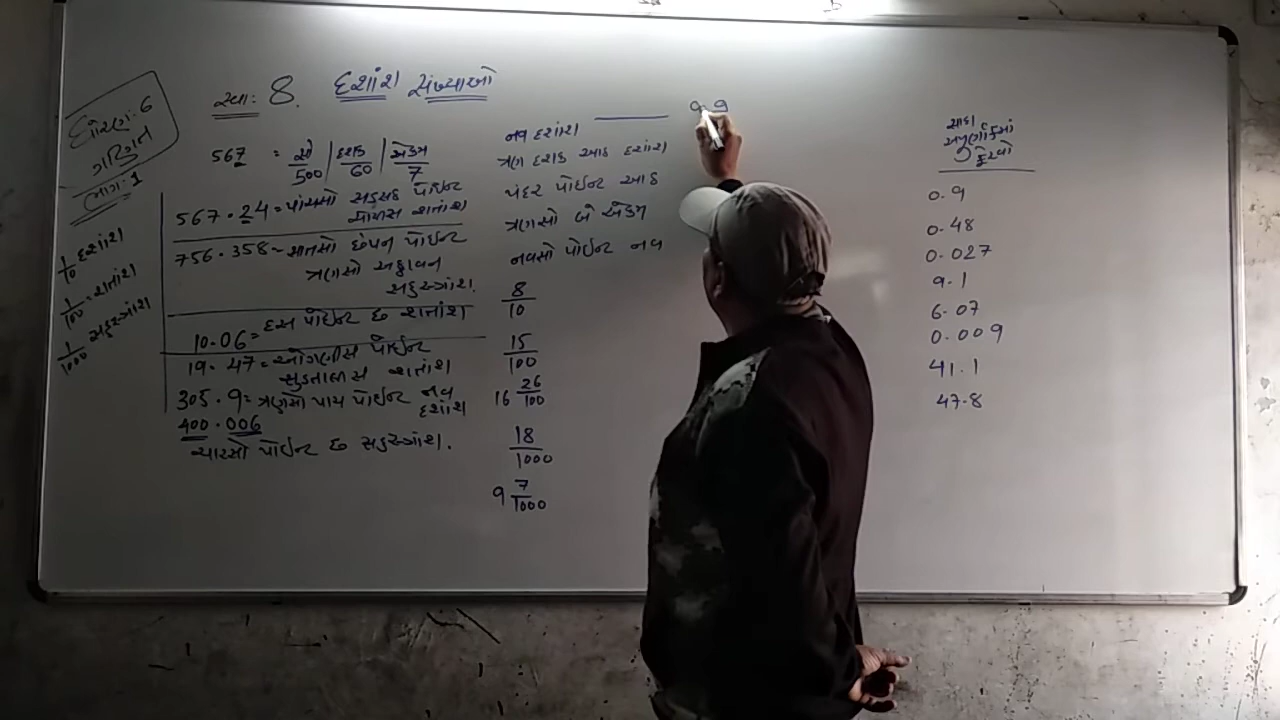 ધોરણ: 6
ગણિત
ભાગ: 1
સ્વા: 8. દશાંશ સંખ્યાઓ
567 = સો/500 | દશક/60 | એકમ/7
567.24 = પાંચસો સડસઠ પોઈન્ટ
ચોવીસ શતાંશ
756.358 = સાતસો છપ્પન પોઈન્ટ
ત્રણસો અઠ્ઠાવન
સહસ્ત્રાંશ.
10.06 = દસ પોઈન્ટ છ શતાંશ
19.47 = ઓગણીસ પોઈન્ટ
સુડતાલીસ શતાંશ
305.9 = ત્રણસો પાંચ પોઈન્ટ નવ
દશાંશ
400.006
ચારસો પોઈન્ટ છ સહસ્ત્રાંશ.
1/10 દશાંશ
1/100 = શતાંશ
1/1000 સહસ્ત્રાંશ
નવ દશાંશ
ત્રણ દશક આઠ દશાંશ
પંદર પોઈન્ટ આઠ
ત્રણસો બે એકમ
નવસો પોઈન્ટ નવ
8/10
15/100
16 26/100
18/1000
9 7/1000
સાદા
અપૂર્ણાંકમાં
ફેરવો
0.9
0.48
0.027
9.1
6.07
0.009
41.1
47.8